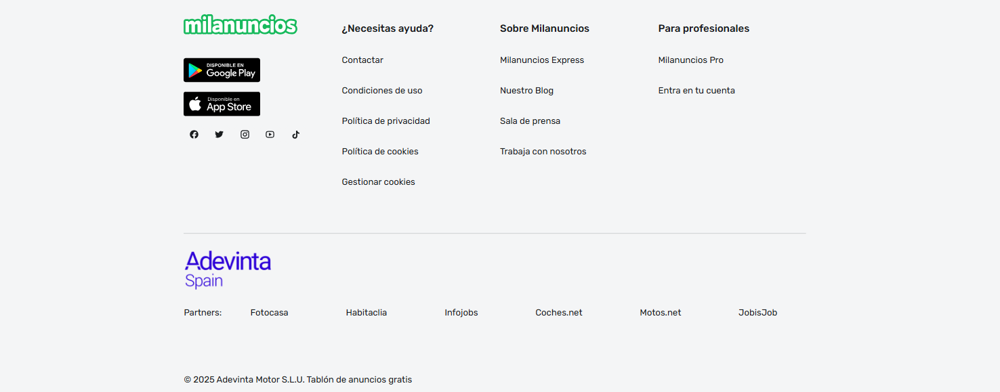 milanuncios
DISPONIBLE EN
Google Play
Disponible en
App Store
¿Necesitas ayuda?
Contactar
Condiciones de uso
Política de privacidad
Política de cookies
Gestionar cookies
Sobre Milanuncios
Milanuncios Express
Nuestro Blog
Sala de prensa
Trabaja con nosotros
Para profesionales
Milanuncios Pro
Entra en tu cuenta
Adevinta
Spain
Partners: Fotocasa Habitaclia Infojobs Coches.net Motos.net JobisJob
© 2025 Adevinta Motor S.L.U. Tablón de anuncios gratis